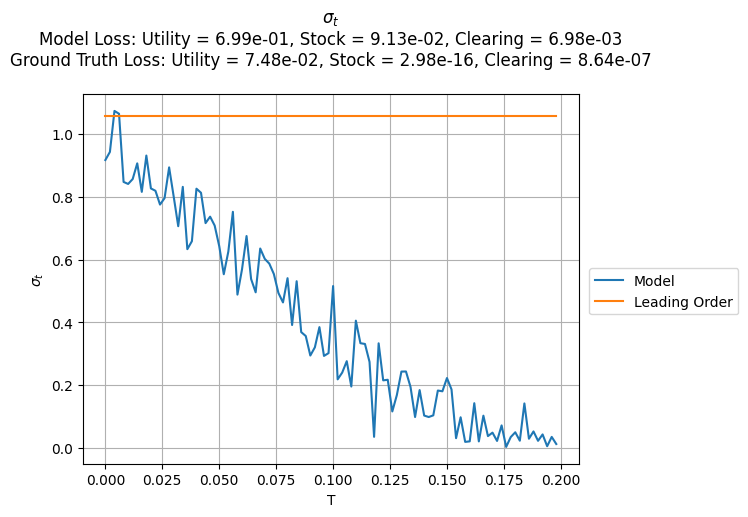 σt
Model Loss: Utility = 6.99e-01, Stock = 9.13e-02, Clearing = 6.98e-03
Ground Truth Loss: Utility = 7.48e-02, Stock = 2.98e-16, Clearing = 8.64e-07
1.0
0.8
0.6
0.4
0.2
0.0
σt
0.000 0.025 0.050 0.075 0.100 0.125 0.150 0.175 0.200
T
Model
Leading Order